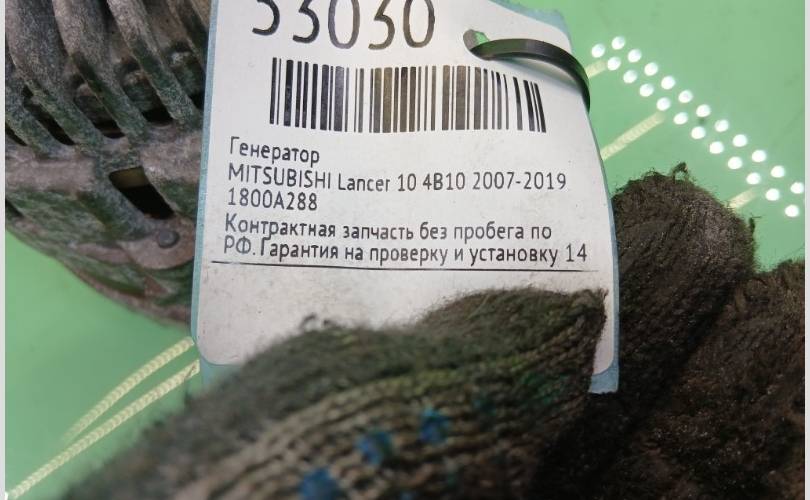 53030
Генератор
MITSUBISHI Lancer 10 4B10 2007-2019
1800A288
Контрактная запчасть без пробега по
РФ. Гарантия на проверку и установку 14